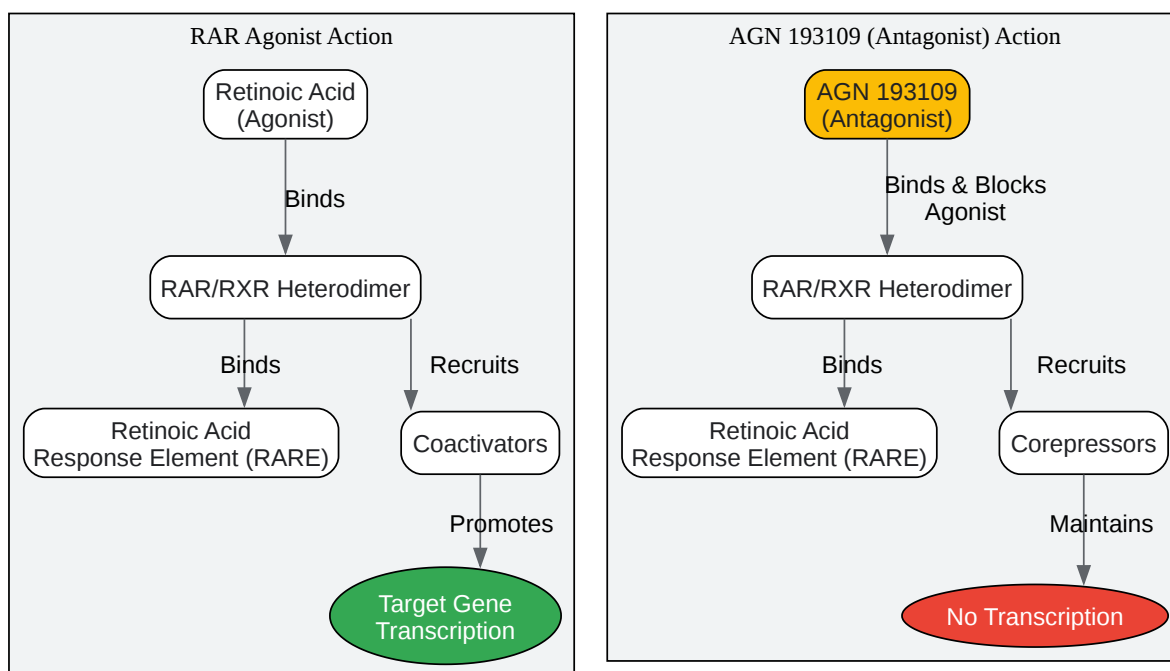 RAR Agonist Action
Retinoic Acid
(Agonist)
Binds
RAR/RXR Heterodimer
Binds
Recruits
Retinoic Acid
Response Element (RARE)
Coactivators
Promotes
Target Gene
Transcription
AGN 193109 (Antagonist) Action
AGN 193109
(Antagonist)
Binds & Blocks
Agonist
RAR/RXR Heterodimer
Binds
Recruits
Retinoic Acid
Response Element (RARE)
Corepressors
Maintains
No Transcription